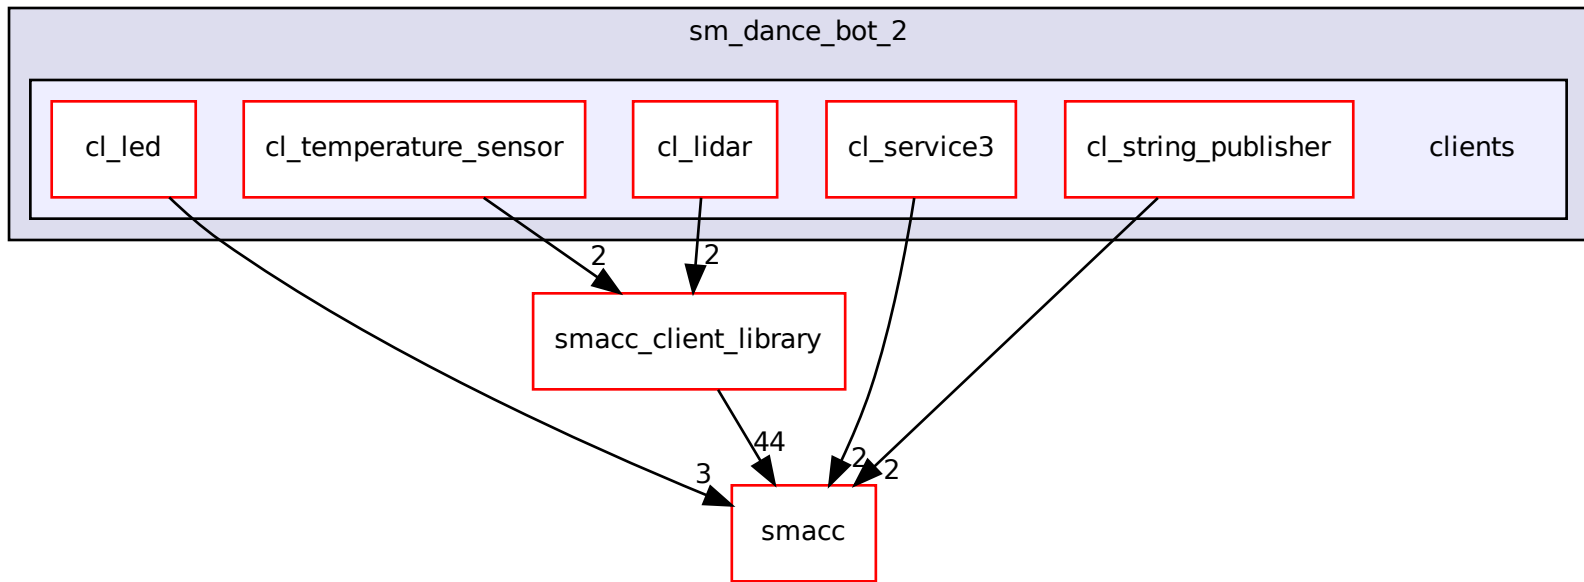 sm_dance_bot_2
cl_led
cl_temperature_sensor
cl_lidar
cl_service3
cl_string_publisher
clients
2
2
smacc_client_library
44
3
2
2
smacc